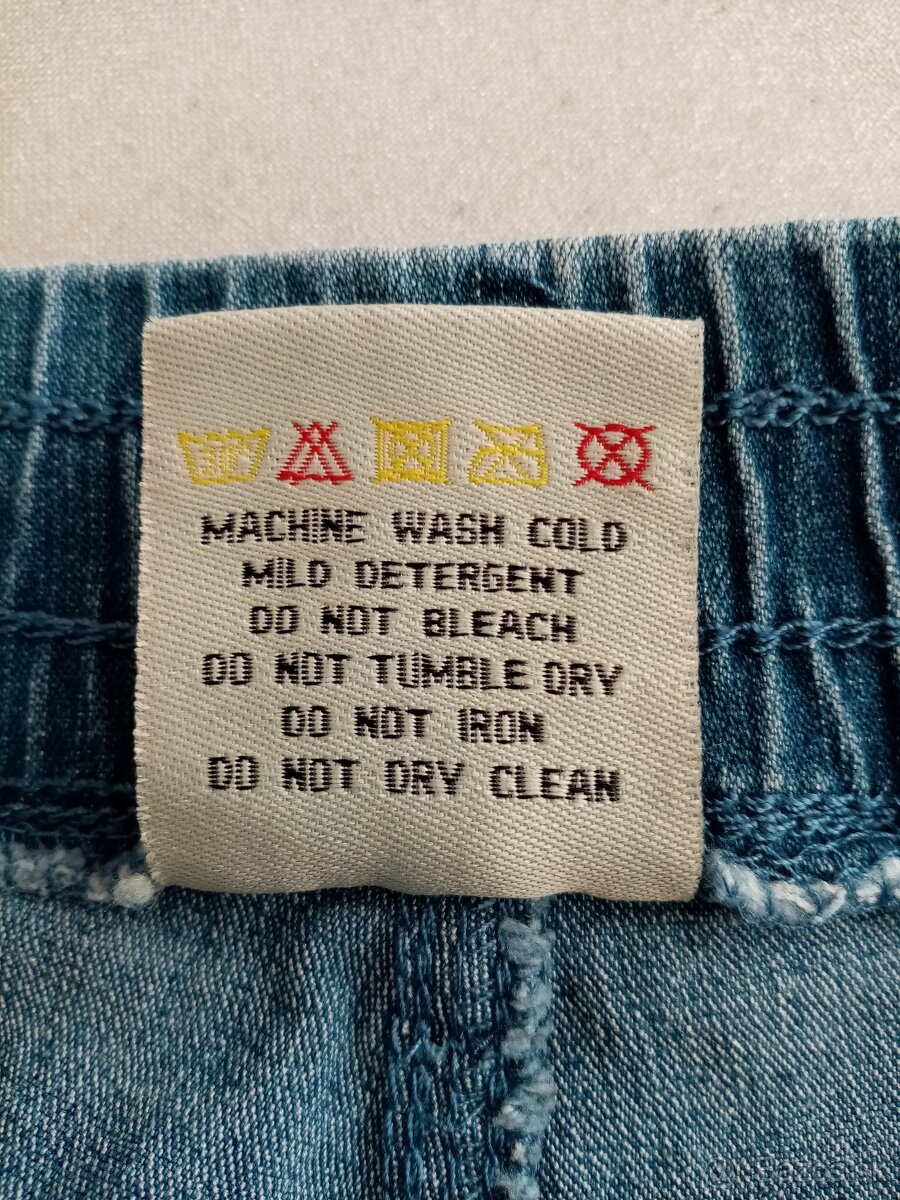 30°
MACHINE WASH COLD
MILD DETERGENT
DO NOT BLEACH
DO NOT TUMBLE DRY
DO NOT IRON
DO NOT DRY CLEAN